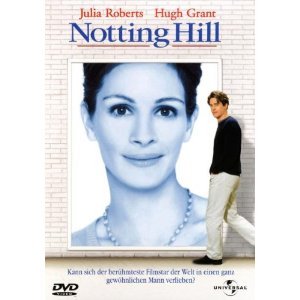 Julia Roberts Hugh Grant
Notting Hill
Kann sich der berühmteste Filmstar der Welt in einen ganz
gewöhnlichen Mann verlieben?
DVD
VIDEO
UNIVERSAL